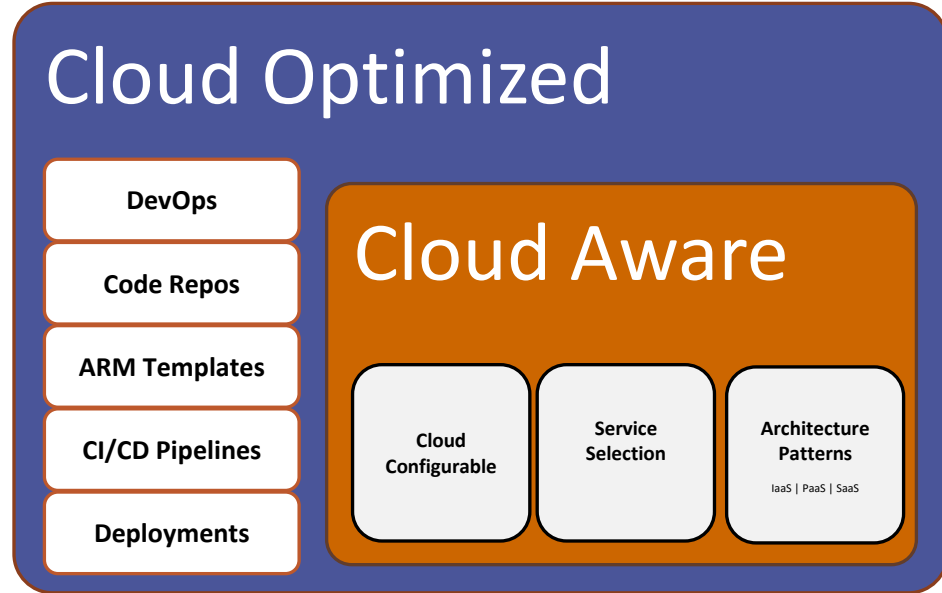 Cloud Optimized
DevOps
Code Repos
ARM Templates
CI/CD Pipelines
Deployments
Cloud Aware
Cloud
Configurable
Service
Selection
Architecture
Patterns
IaaS | PaaS | SaaS